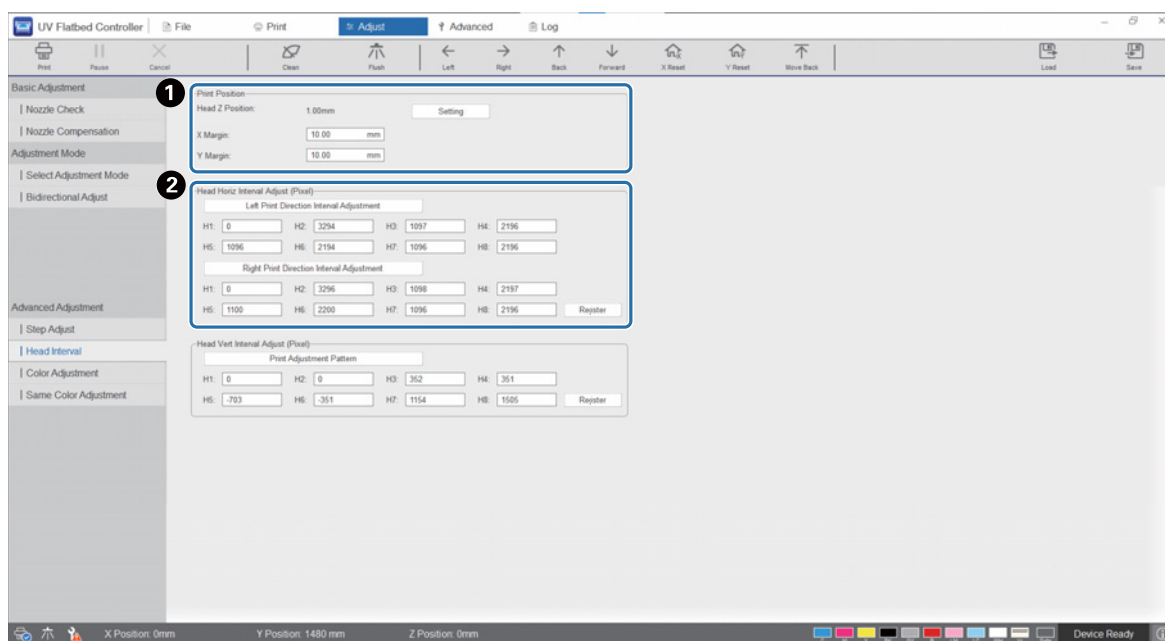 UV Flatbed Controller File Print Adjust Advanced Log
Print Pause Cancel Clean Flush Left Right Back Forward X Reset Y Reset Move Back Load Save
Basic Adjustment
Nozzle Check
Nozzle Compensation
Adjustment Mode
Select Adjustment Mode
Bidirectional Adjust
Advanced Adjustment
Step Adjust
Head Interval
Color Adjustment
Same Color Adjustment
1
Print Position
Head Z Position: 1.00mm Setting
X Margin: 10.00 mm
Y Margin: 10.00 mm
2
Head Horiz Interval Adjust (Pixel)
Left Print Direction Interval Adjustment
H1: 0 H2: 3294 H3: 1097 H4: 2196
H5: 1096 H6: 2194 H7: 1096 H8: 2196
Right Print Direction Interval Adjustment
H1: 0 H2: 3296 H3: 1098 H4: 2197
H5: 1100 H6: 2200 H7: 1096 H8: 2196 Rejister
Head Vert Interval Adjust (Pixel)
Print Adjustment Pattern
H1: 0 H2: 0 H3: 352 H4: 351
H5: -703 H6: -351 H7: 1154 H8: 1505 Rejister
X Position: 0mm Y Position: 1480 mm Z Position: 0mm Device Ready